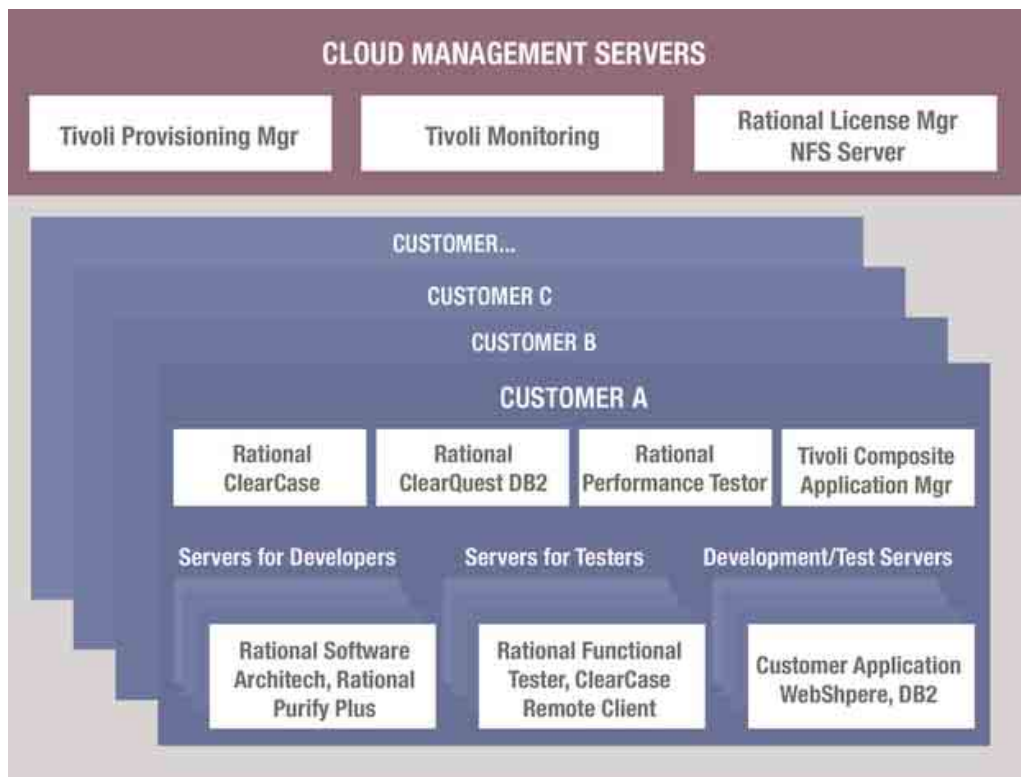 CLOUD MANAGEMENT SERVERS
Tivoli Provisioning Mgr
Tivoli Monitoring
Rational License Mgr
NFS Server
CUSTOMER...
CUSTOMER C
CUSTOMER B
CUSTOMER A
Rational
ClearCase
Rational
ClearQuest DB2
Rational
Performance Testor
Tivoli Composite
Application Mgr
Servers for Developers
Servers for Testers
Development/Test Servers
Rational Software
Architech, Rational
Purify Plus
Rational Functional
Tester, ClearCase
Remote Client
Customer Application
WebShpere, DB2